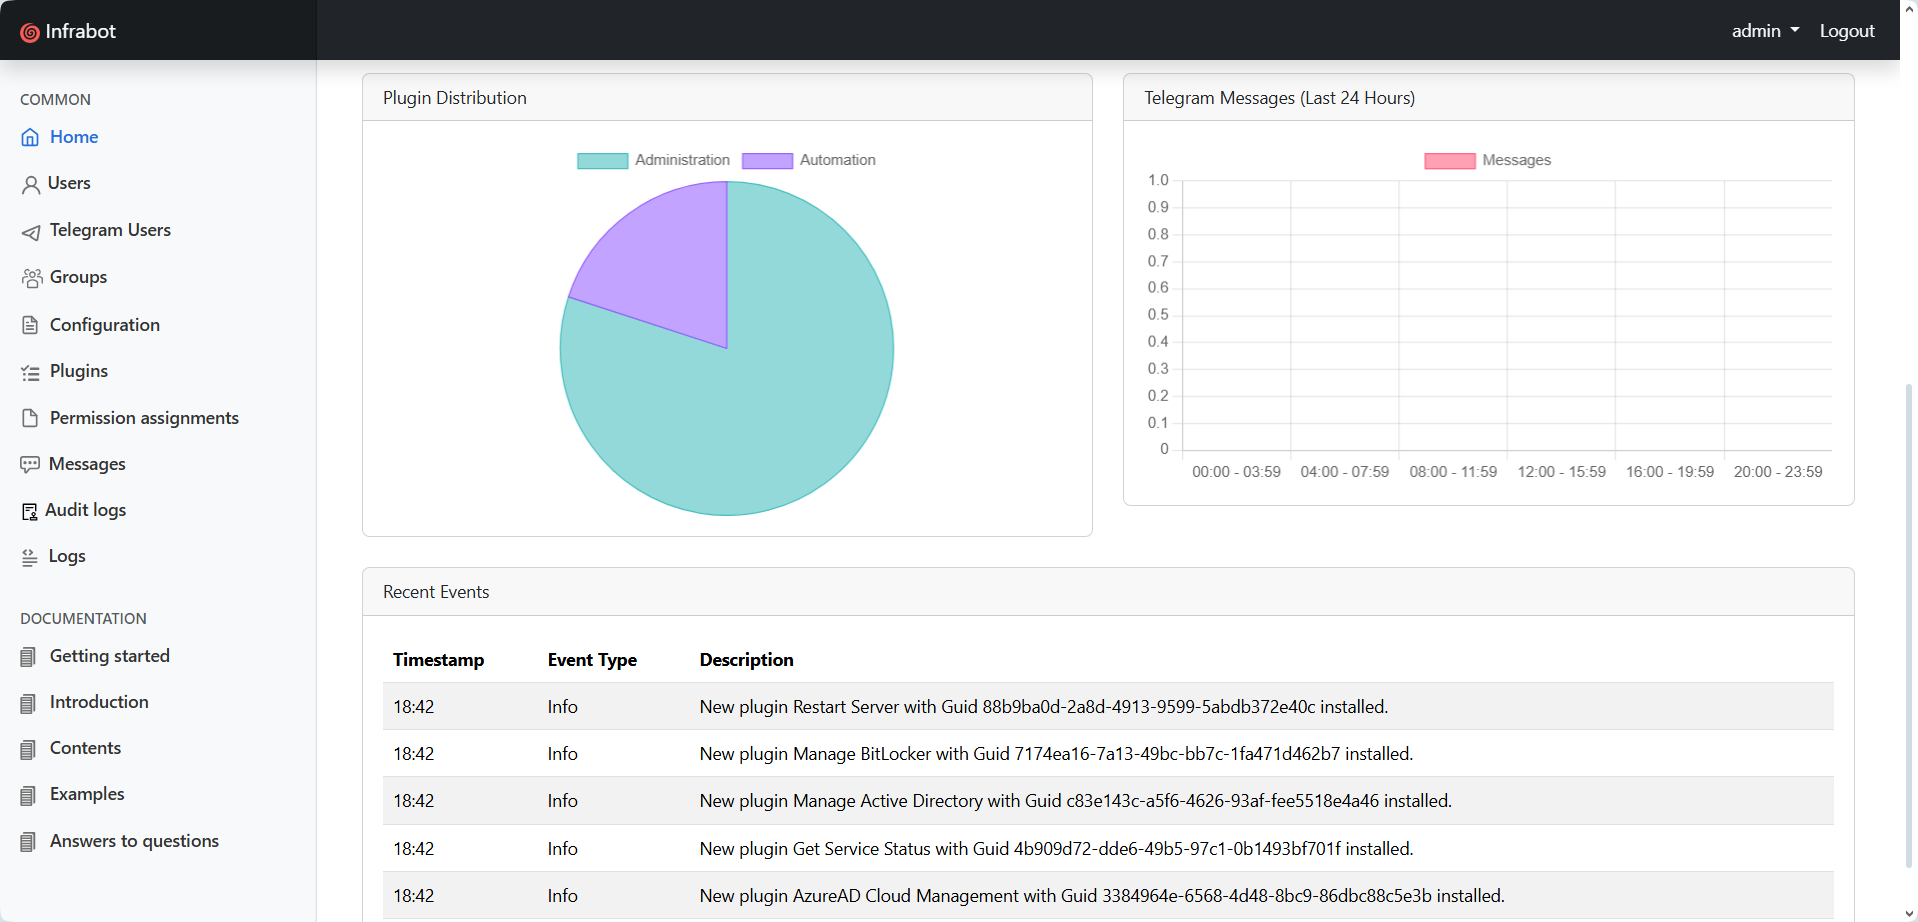 Infrabot
admin
Logout
COMMON
Home
Users
Telegram Users
Groups
Configuration
Plugins
Permission assignments
Messages
Audit logs
Logs
DOCUMENTATION
Getting started
Introduction
Contents
Examples
Answers to questions
Plugin Distribution
Administration Automation
Telegram Messages (Last 24 Hours)
Messages
1.0
0.9
0.8
0.7
0.6
0.5
0.4
0.3
0.2
0.1
0
00:00 - 03:59 04:00 - 07:59 08:00 - 11:59 12:00 - 15:59 16:00 - 19:59 20:00 - 23:59
Recent Events
Timestamp Event Type Description
18:42 Info New plugin Restart Server with Guid 88b9ba0d-2a8d-4913-9599-5abdb372e40c installed.
18:42 Info New plugin Manage BitLocker with Guid 7174ea16-7a13-49bc-bb7c-1fa471d462b7 installed.
18:42 Info New plugin Manage Active Directory with Guid c83e143c-a5f6-4626-93af-fee5518e4a46 installed.
18:42 Info New plugin Get Service Status with Guid 4b909d72-dde6-49b5-97c1-0b1493bf701f installed.
18:42 Info New plugin AzureAD Cloud Management with Guid 3384964e-6568-4d48-8bc9-86dbc88c5e3b installed.